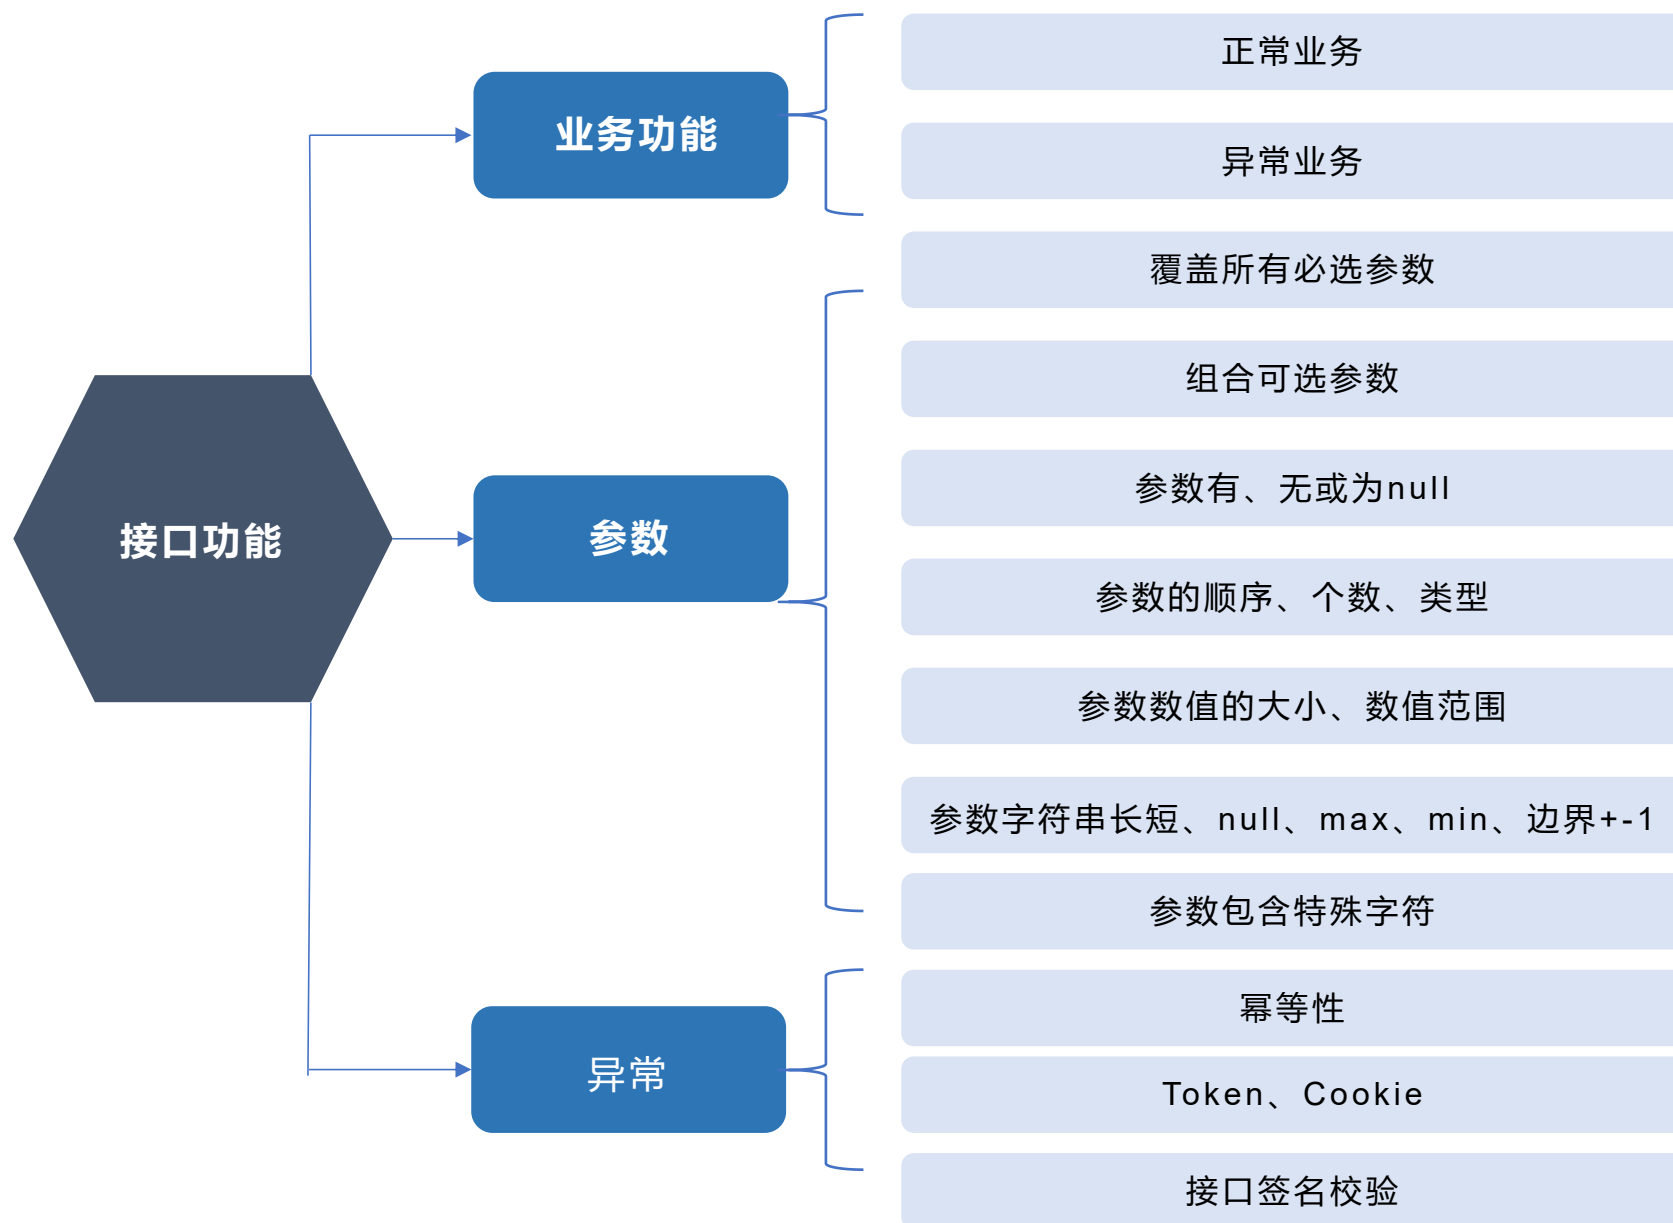 接口功能
业务功能
正常业务
异常业务
参数
覆盖所有必选参数
组合可选参数
参数有、无或为null
参数的顺序、个数、类型
参数数值的大小、数值范围
参数字符串长短、null、max、min、边界+-1
参数包含特殊字符
异常
幂等性
Token、Cookie
接口签名校验